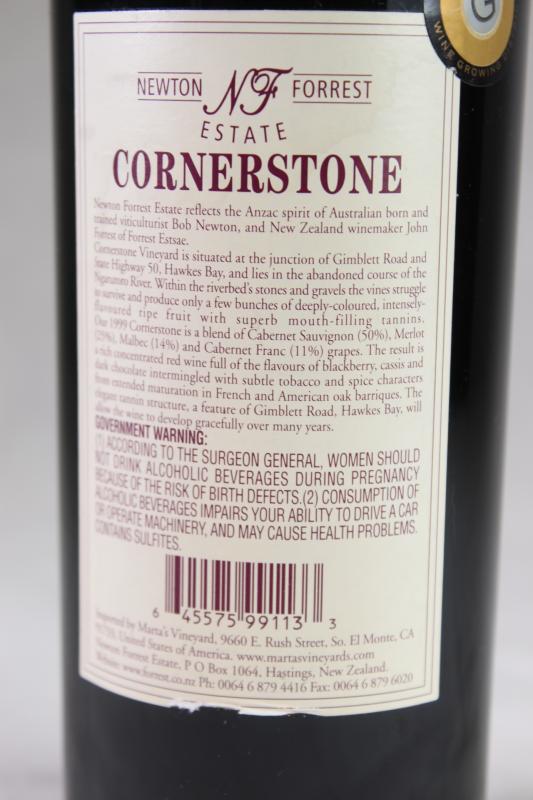 G
WINE GROWING
NEWTON NF FORREST
ESTATE
CORNERSTONE
Newton Forrest Estate reflects the Anzac spirit of Australian born and
trained viticulturist Bob Newton, and New Zealand winemaker John
Forrest of Forrest Estsae.
Cornerstone Vineyard is situated at the junction of Gimblett Road and
State Highway 50, Hawkes Bay, and lies in the abandoned course of the
Ngaruroro River. Within the riverbed's stones and gravels the vines struggle
to survive and produce only a few bunches of deeply-coloured, intensely-
flavoured ripe fruit with superb mouth-filling tannins.
Our 1999 Cornerstone is a blend of Cabernet Sauvignon (50%), Merlot
(25%), Malbec (14%) and Cabernet Franc (11%) grapes. The result is
a rich concentrated red wine full of the flavours of blackberry, cassis and
dark chocolate intermingled with subtle tobacco and spice characters
from extended maturation in French and American oak barriques. The
elegant tannin structure, a feature of Gimblett Road, Hawkes Bay, will
allow the wine to develop gracefully over many years.
GOVERNMENT WARNING:
(1) ACCORDING TO THE SURGEON GENERAL, WOMEN SHOULD
NOT DRINK ALCOHOLIC BEVERAGES DURING PREGNANCY
BECAUSE OF THE RISK OF BIRTH DEFECTS.(2) CONSUMPTION OF
ALCOHOLIC BEVERAGES IMPAIRS YOUR ABILITY TO DRIVE A CAR
OR OPERATE MACHINERY, AND MAY CAUSE HEALTH PROBLEMS.
CONTAINS SULFITES.
6 45575 99113 3
Imported by Marta's Vineyard, 9660 E. Rush Street, So. El Monte, CA
United States of America. www.martasvineyards.com
Newton Forrest Estate, P O Box 1064, Hastings, New Zealand.
Website: www.forrest.co.nz Ph: 0064 6 879 4416 Fax: 0064 6 879 6020